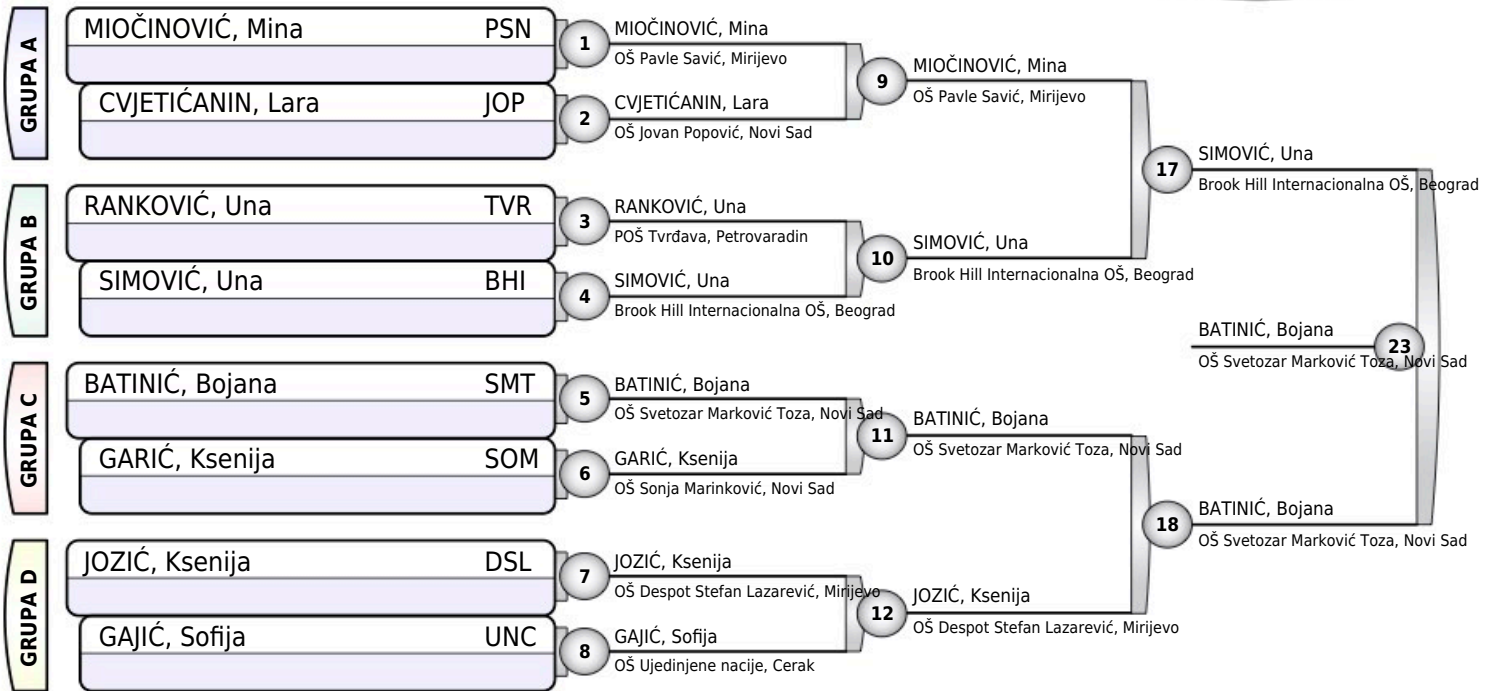 GRUPA A
MIOČINOVIĆ, Mina PSN
CVJETIĆANIN, Lara JOP
GRUPA B
RANKOVIĆ, Una TVR
SIMOVIĆ, Una BHI
GRUPA C
BATINIĆ, Bojana SMT
GARIĆ, Ksenija SOM
GRUPA D
JOZIĆ, Ksenija DSL
GAJIĆ, Sofija UNC
1
MIOČINOVIĆ, Mina
OŠ Pavle Savić, Mirijevo
2
CVJETIĆANIN, Lara
OŠ Jovan Popović, Novi Sad
3
RANKOVIĆ, Una
POŠ Tvrđava, Petrovaradin
4
SIMOVIĆ, Una
Brook Hill Internacionalna OŠ, Beograd
5
BATINIĆ, Bojana
OŠ Svetozar Marković Toza, Novi Sad
6
GARIĆ, Ksenija
OŠ Sonja Marinković, Novi Sad
7
JOZIĆ, Ksenija
OŠ Despot Stefan Lazarević, Mirijevo
8
GAJIĆ, Sofija
OŠ Ujedinjene nacije, Cerak
9
MIOČINOVIĆ, Mina
OŠ Pavle Savić, Mirijevo
10
SIMOVIĆ, Una
Brook Hill Internacionalna OŠ, Beograd
11
BATINIĆ, Bojana
OŠ Svetozar Marković Toza, Novi Sad
12
JOZIĆ, Ksenija
OŠ Despot Stefan Lazarević, Mirijevo
17
SIMOVIĆ, Una
Brook Hill Internacionalna OŠ, Beograd
18
BATINIĆ, Bojana
OŠ Svetozar Marković Toza, Novi Sad
23
BATINIĆ, Bojana
OŠ Svetozar Marković Toza, Novi Sad